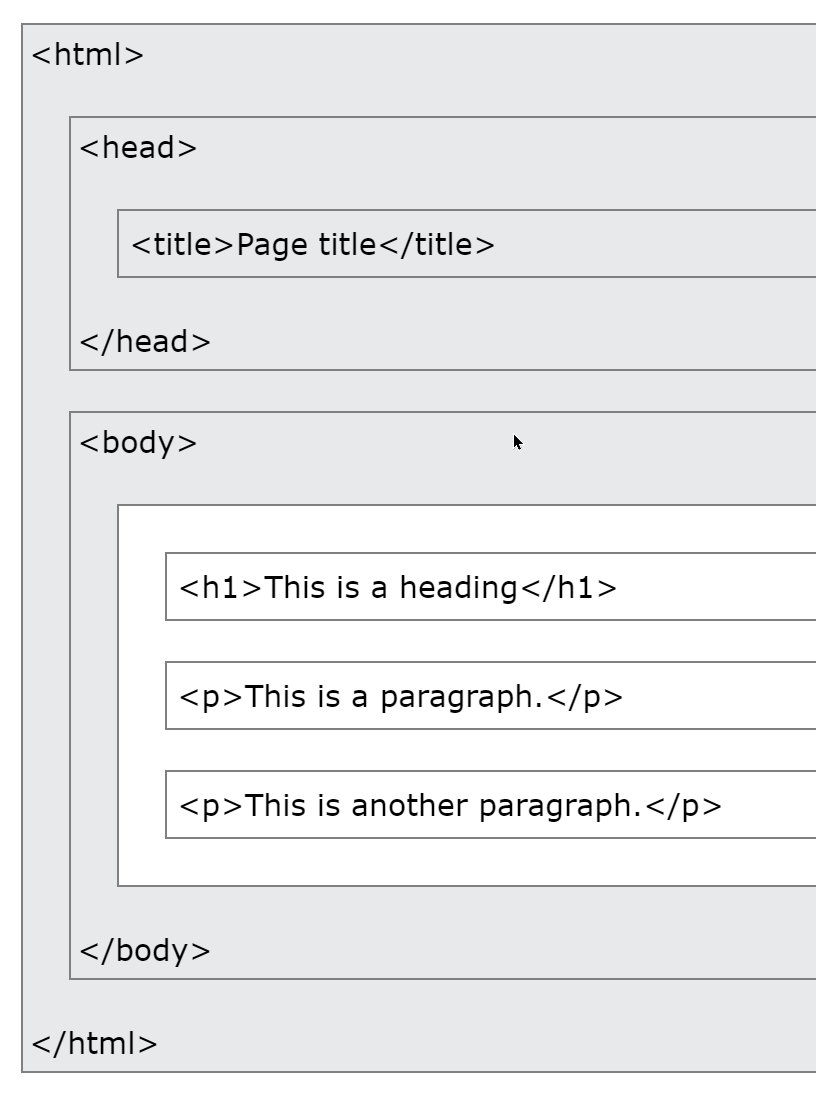 <html>
<head>
<title>Page title</title>
</head>
<body>
<h1>This is a heading</h1>
<p>This is a paragraph.</p>
<p>This is another paragraph.</p>
</body>
</html>